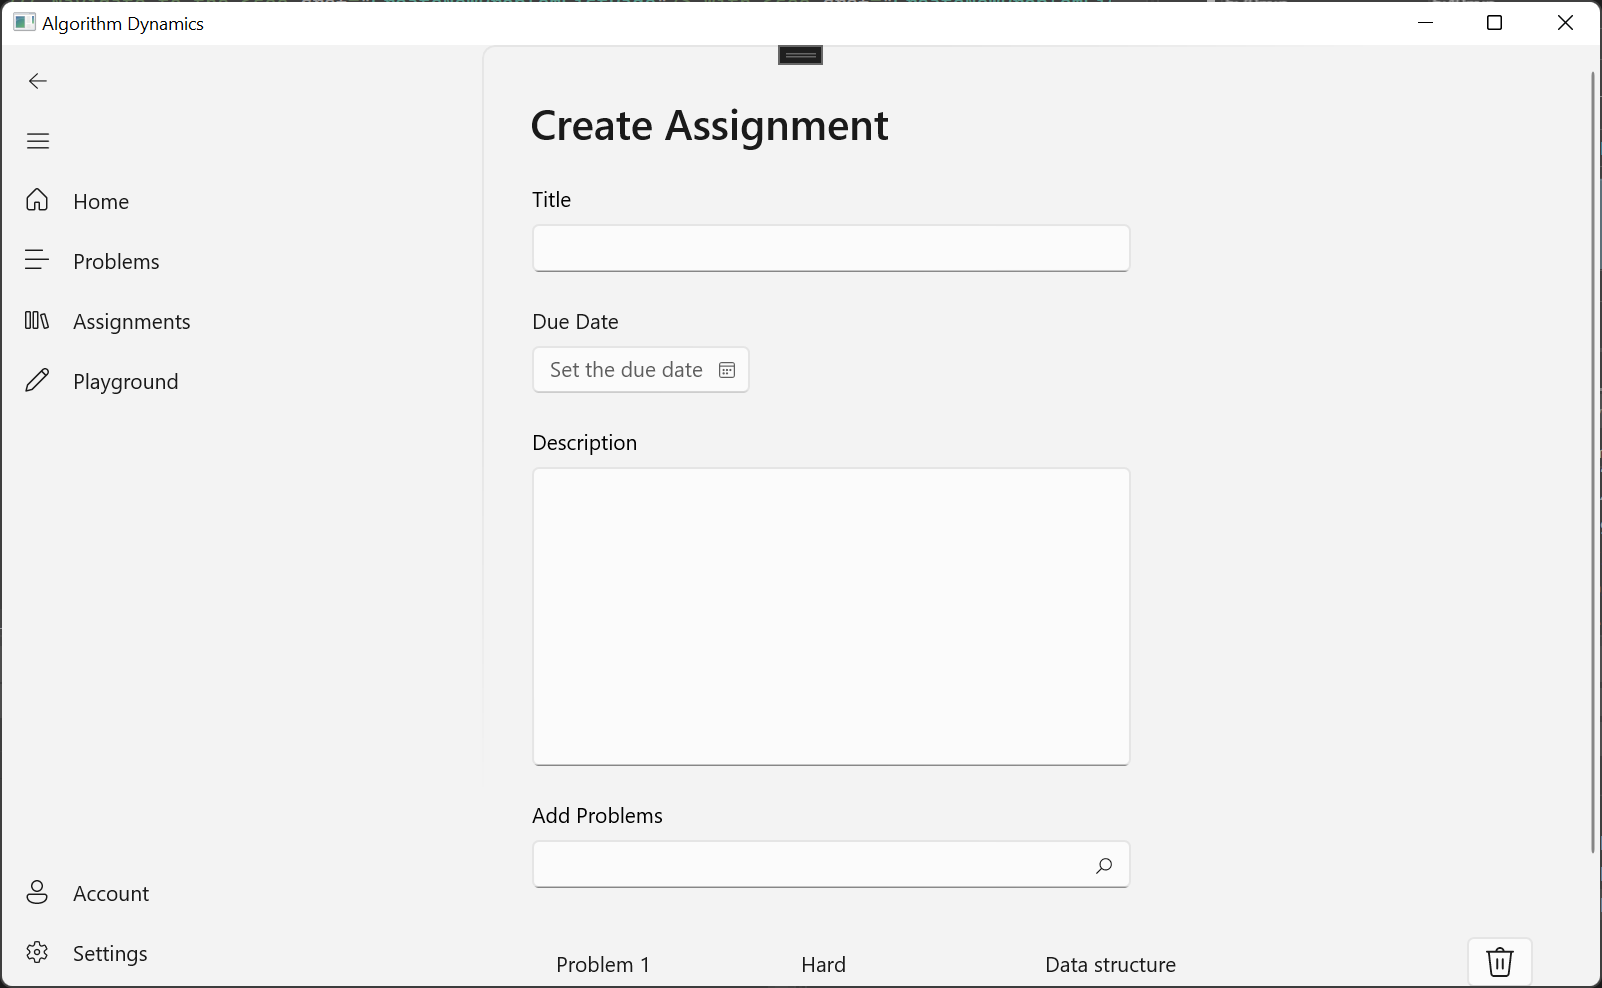 Algorithm Dynamics
Home
Problems
Assignments
Playground
Account
Settings
Create Assignment
Title
Due Date
Set the due date
Description
Add Problems
Problem 1 Hard Data structure